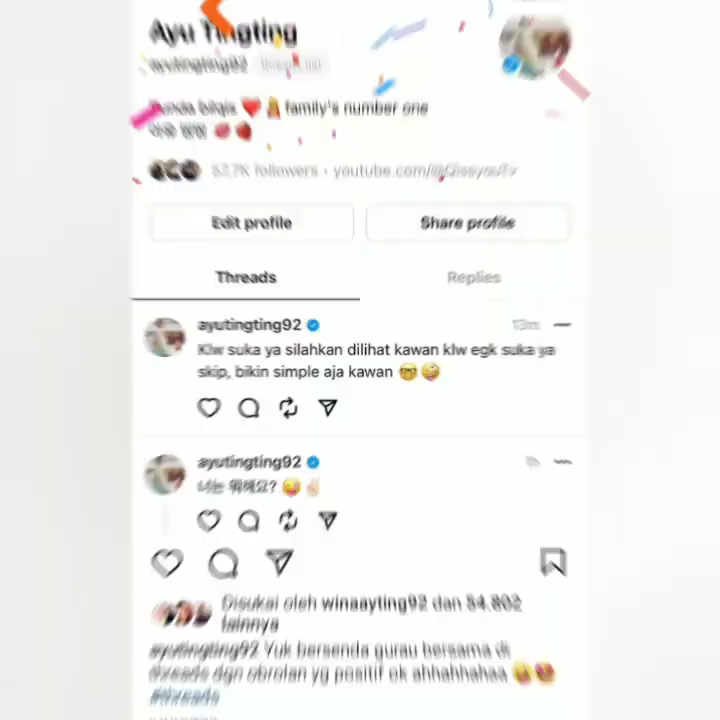 Ayu Tingting
ayutingting92
family's number one
followers • youtube.com/
Edit profile
Share profile
Threads
Replies
ayutingting92
13m
Klw suka ya silahkan dilihat kawan klw egk suka ya
skip, bikin simple aja kawan 🤓🤪
ayutingting92
너는 뭐해요?
Disukai oleh winaayting92 dan 54.802
lainnya
ayutingting92 Yuk bersenda gurau bersama di
threads dgn obrolan yg positif ok ahhahhahaa
#threads